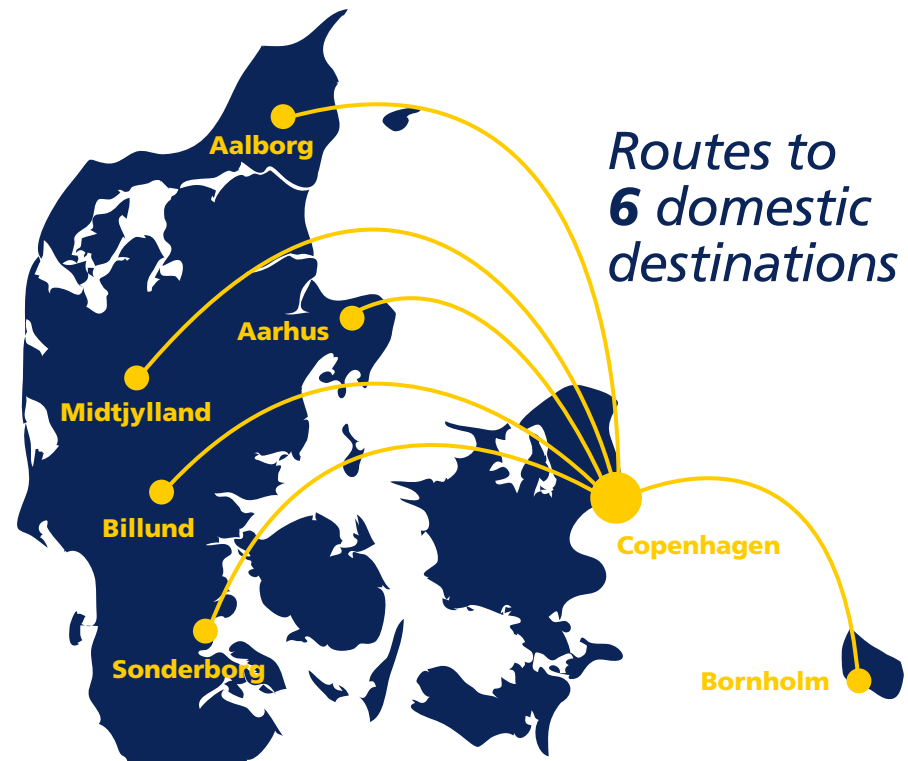 Aalborg
Routes to
6 domestic
destinations
Aarhus
Midtjylland
Billund
Copenhagen
Sonderborg
Bornholm